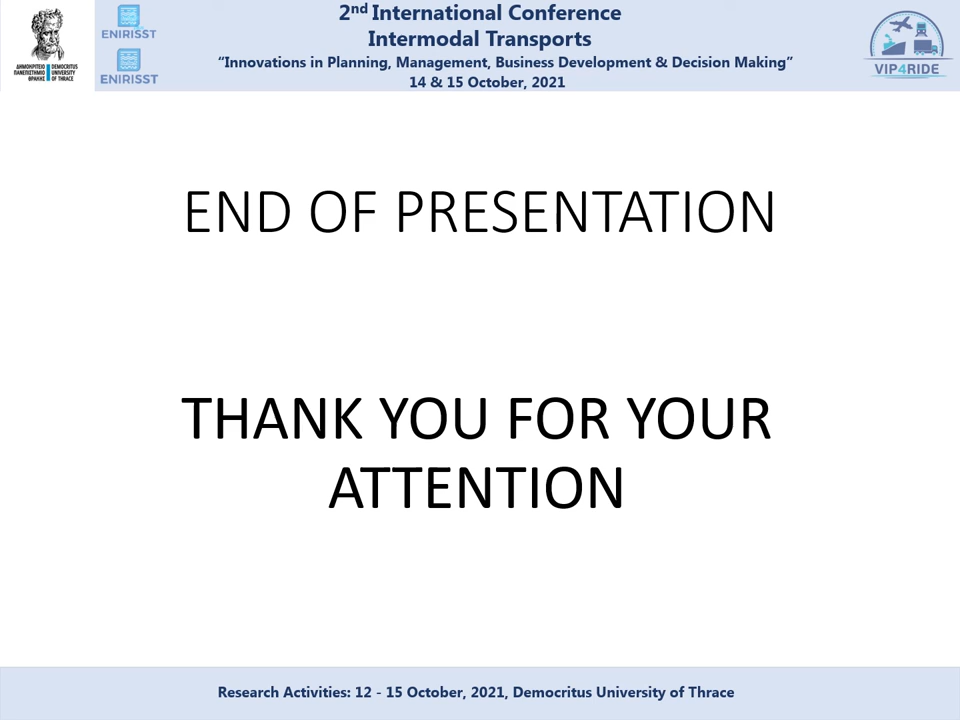 ΔΗΜΟΚΡΙΤΕΙΟ ΠΑΝΕΠΙΣΤΗΜΙΟ ΘΡΑΚΗΣ
DEMOCRITUS UNIVERSITY OF THRACE
ENIRISST
ENIRISST
2nd International Conference
Intermodal Transports
“Innovations in Planning, Management, Business Development & Decision Making”
14 & 15 October, 2021
VIP4RIDE
END OF PRESENTATION
THANK YOU FOR YOUR
ATTENTION
Research Activities: 12 - 15 October, 2021, Democritus University of Thrace